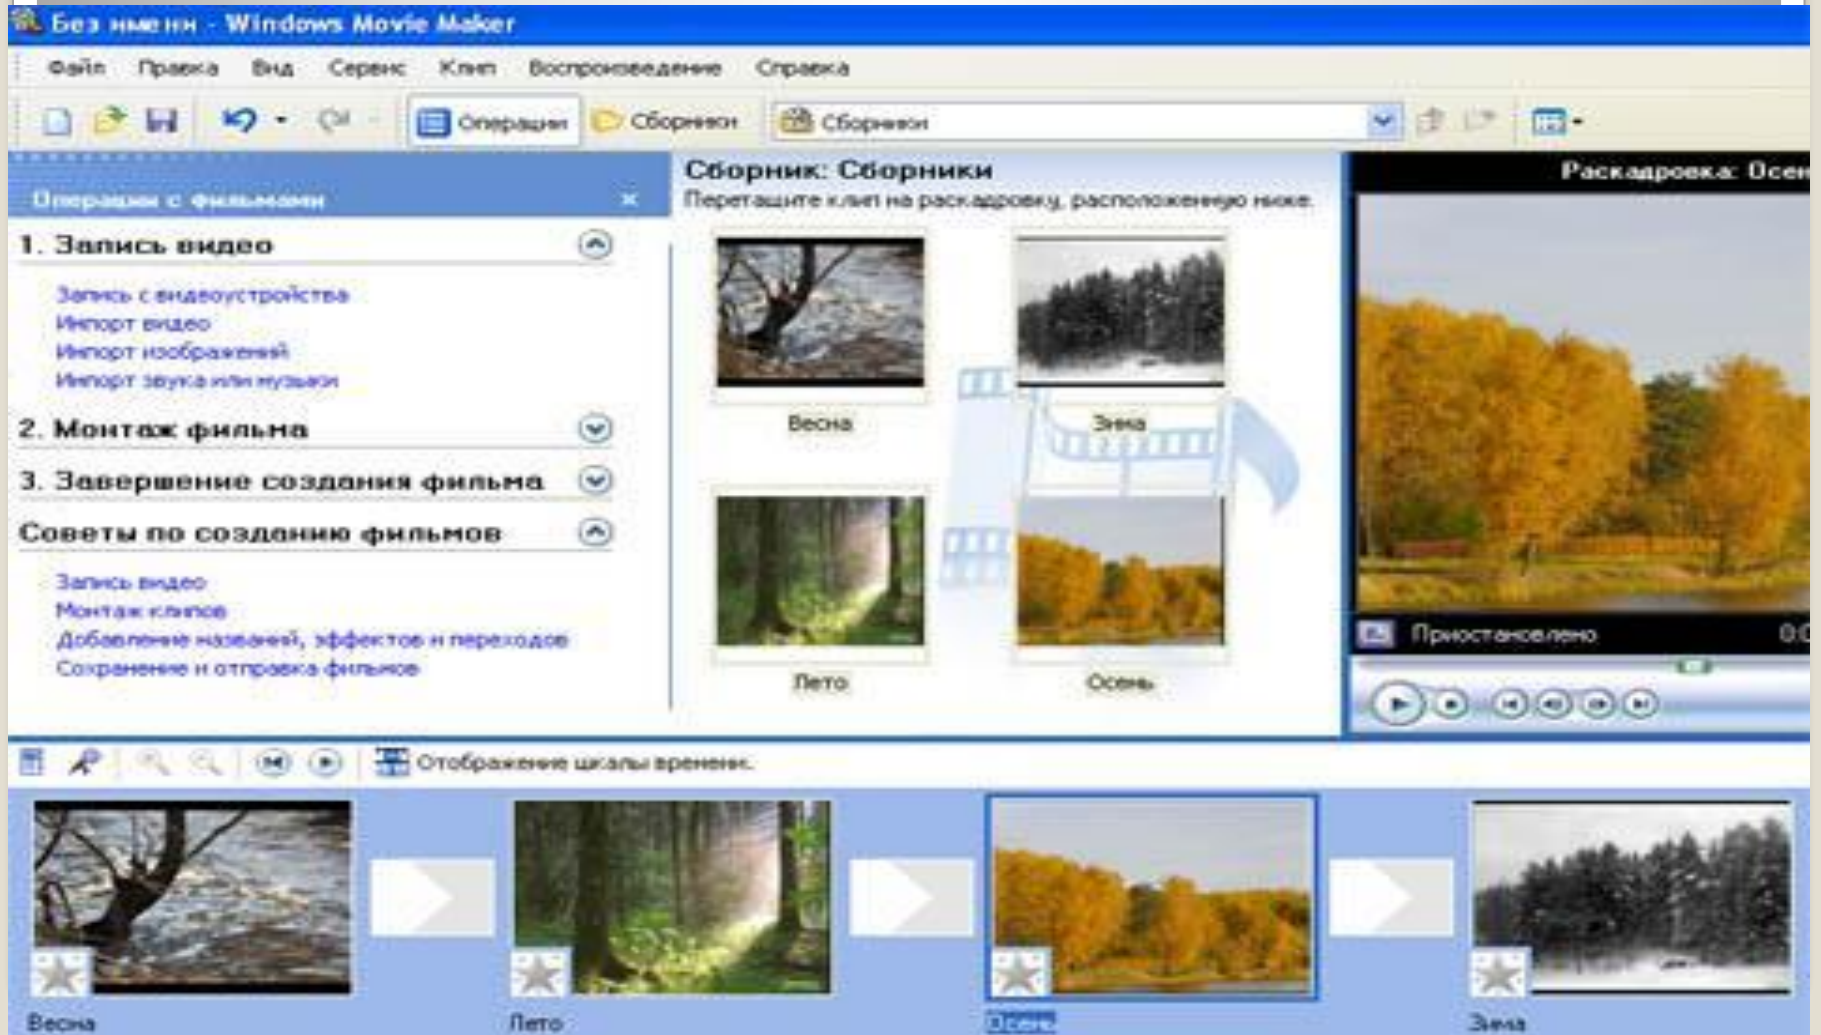 Без имени - Windows Movie Maker
Файл Правка Вид Сервис Клип Воспроизведение Справка
Операции Сборники Сборники
Операции с фильмами
1. Запись видео
Запись с видеоустройства
Импорт видео
Импорт изображений
Импорт звука или музыки
2. Монтаж фильма
3. Завершение создания фильма
Советы по созданию фильмов
Запись видео
Монтаж клипов
Добавление названий, эффектов и переходов
Сохранение и отправка фильмов
Сборник: Сборники
Перетащите клип на раскадровку, расположенную ниже.
Весна Зима
Лето Осень
Раскадровка: Осен
Приостановлено
Отображение шкалы времени.
Весна Лето Осень Зима